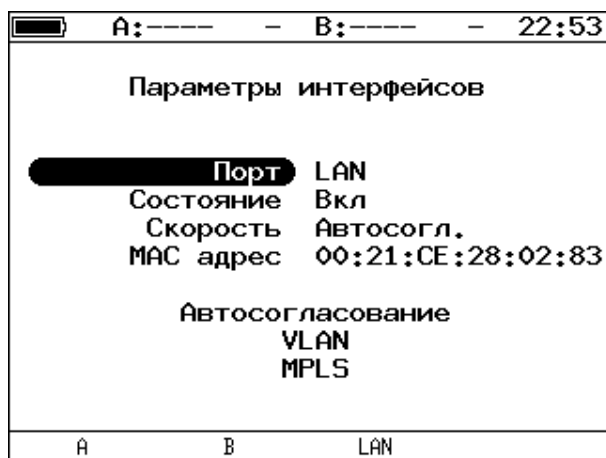 A:---- - B:---- - 22:53
Параметры интерфейсов
Порт LAN
Состояние Вкл
Скорость Автосогл.
MAC адрес 00:21:CE:28:02:83
Автосогласование
VLAN
MPLS
A B LAN